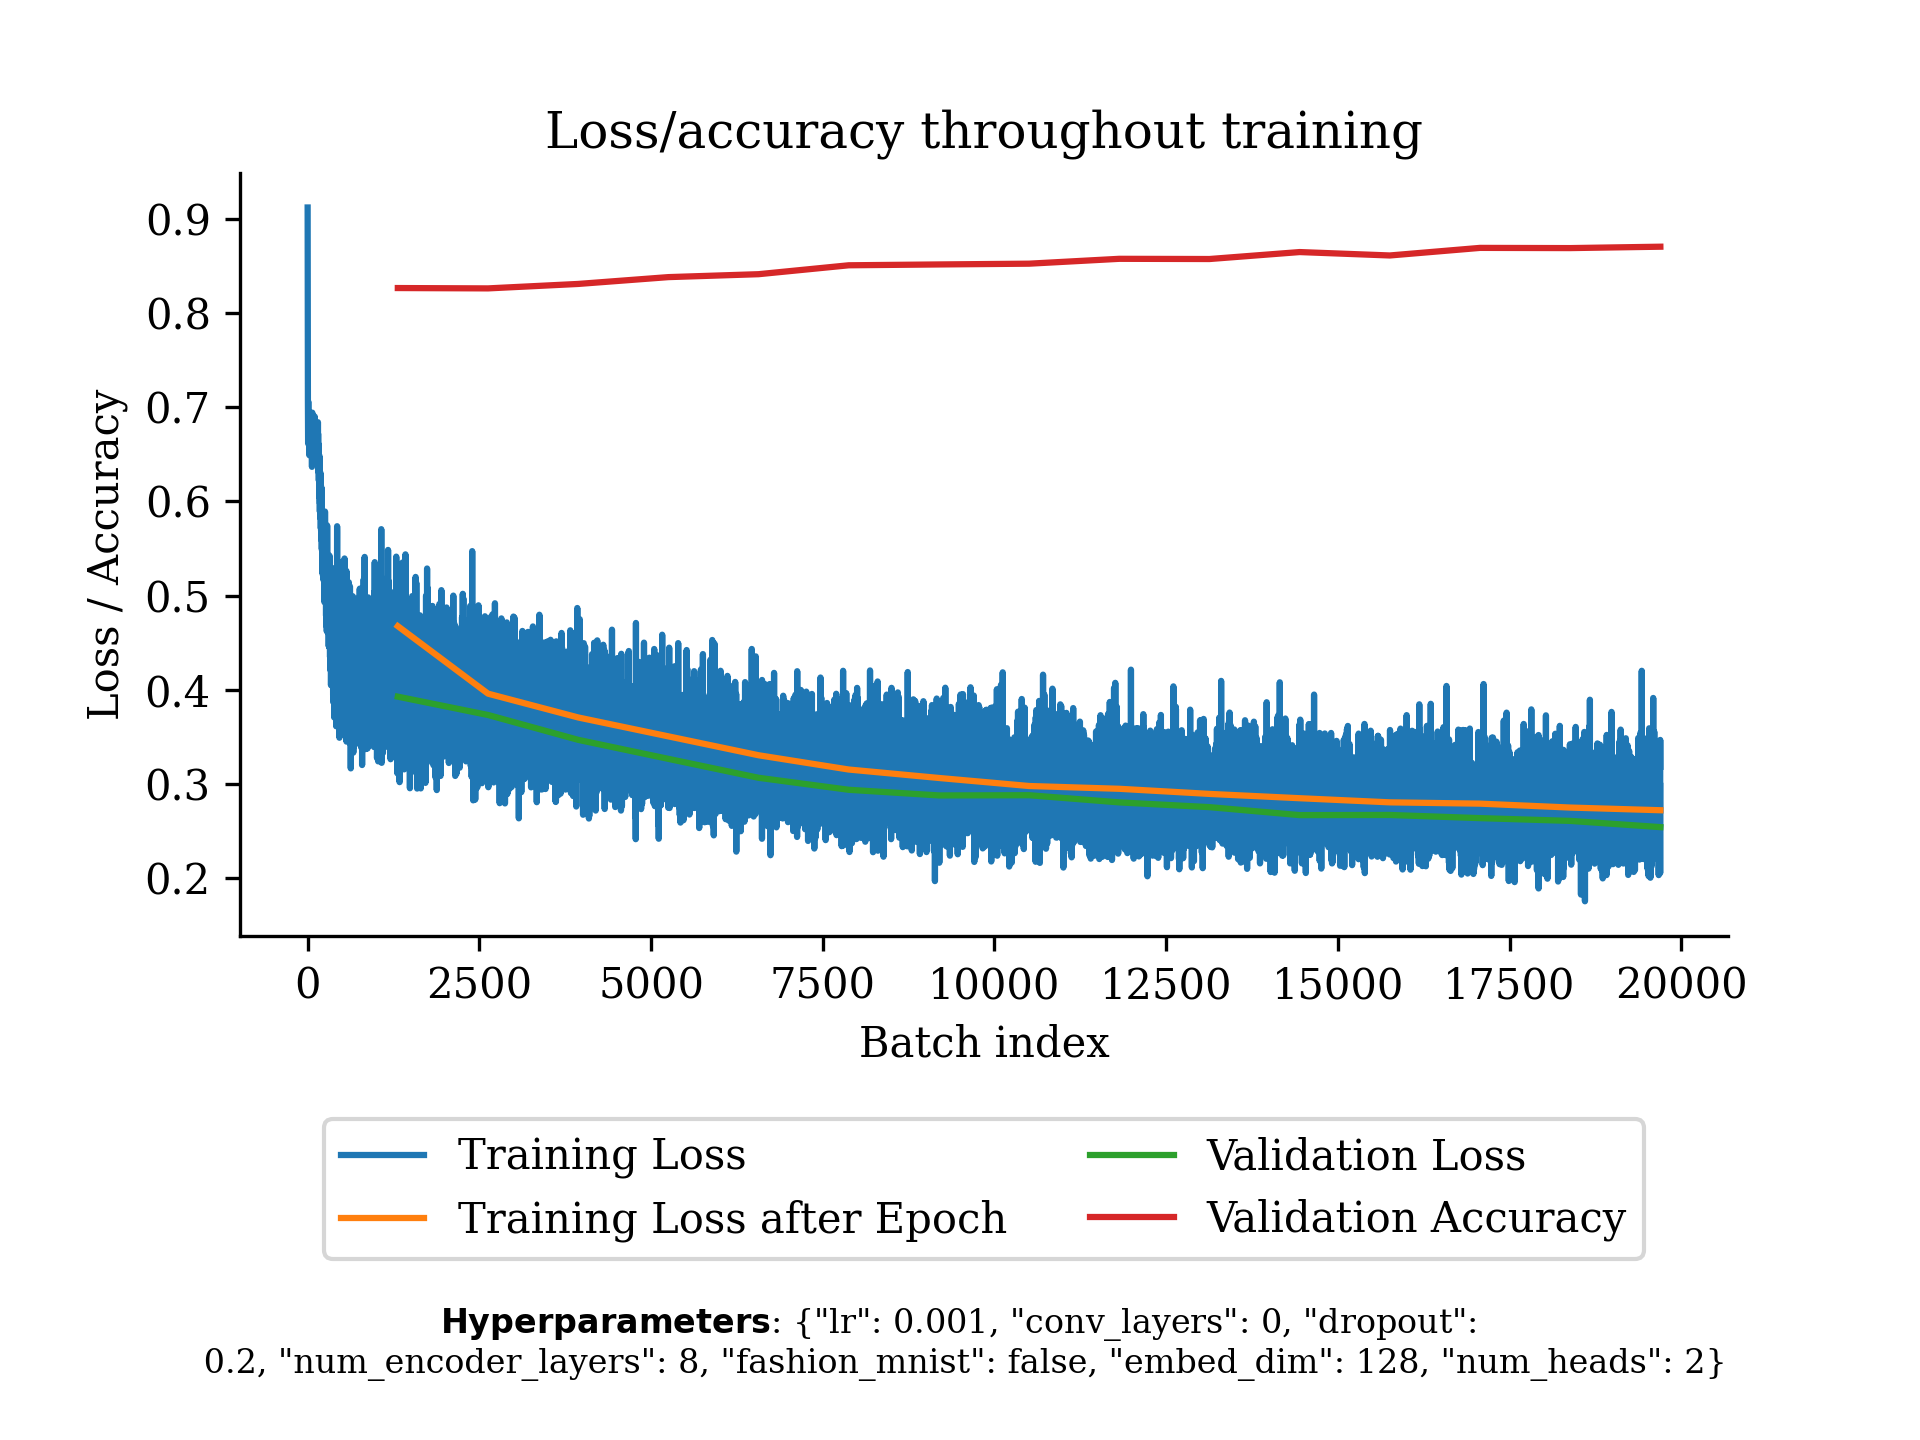 Loss/accuracy throughout training
Loss / Accuracy
0.9
0.8
0.7
0.6
0.5
0.4
0.3
0.2
0 2500 5000 7500 10000 12500 15000 17500 20000
Batch index
Training Loss
Training Loss after Epoch
Validation Loss
Validation Accuracy
Hyperparameters: {"lr": 0.001, "conv_layers": 0, "dropout":
0.2, "num_encoder_layers": 8, "fashion_mnist": false, "embed_dim": 128, "num_heads": 2}